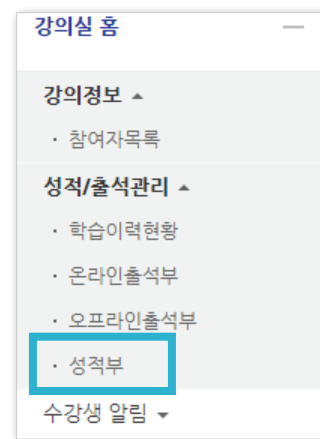 강의실 홈
강의정보 ▲
· 참여자목록
성적/출석관리 ▲
· 학습이력현황
· 온라인출석부
· 오프라인출석부
· 성적부
수강생 알림 ▼